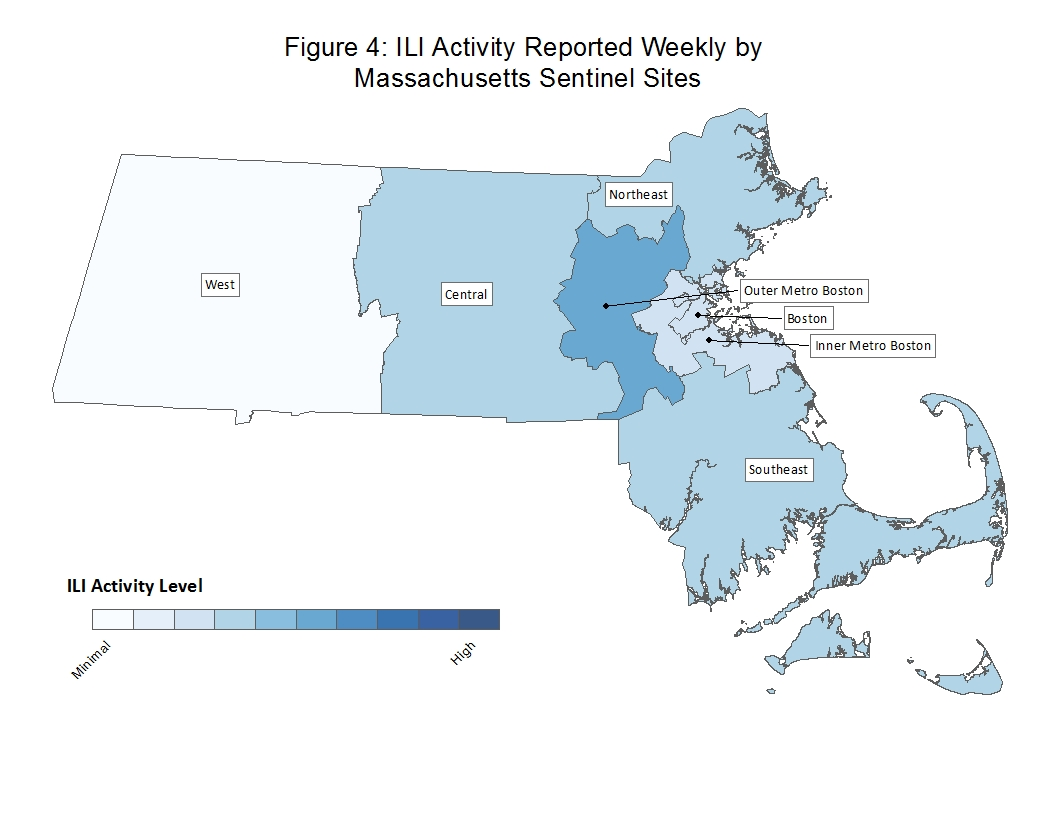 Figure 4: ILI Activity Reported Weekly by
Massachusetts Sentinel Sites
Northeast
West
Central
Outer Metro Boston
Boston
Inner Metro Boston
Southeast
ILI Activity Level
Minimal
High